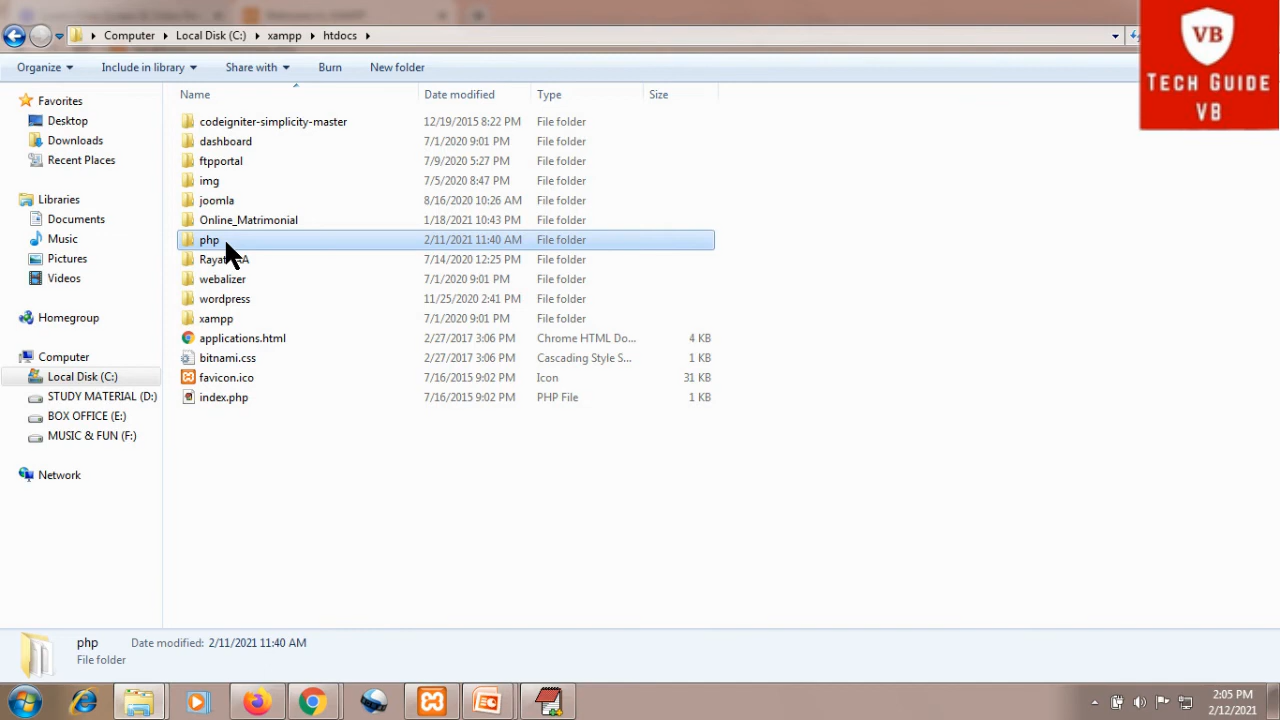 Computer Local Disk (C:) xampp htdocs
VB
TECH GUIDE
VB
Organize Include in library Share with Burn New folder
Name Date modified Type Size
Favorites
Desktop
Downloads
Recent Places
Libraries
Documents
Music
Pictures
Videos
Homegroup
Computer
Local Disk (C:)
STUDY MATERIAL (D:)
BOX OFFICE (E:)
MUSIC & FUN (F:)
Network
codeigniter-simplicity-master 12/19/2015 8:22 PM File folder
dashboard 7/1/2020 9:01 PM File folder
ftpportal 7/9/2020 5:27 PM File folder
img 7/5/2020 8:47 PM File folder
joomla 8/16/2020 10:26 AM File folder
Online_Matrimonial 1/18/2021 10:43 PM File folder
php 2/11/2021 11:40 AM File folder
7/14/2020 12:25 PM File folder
webalizer 7/1/2020 9:01 PM File folder
wordpress 11/25/2020 2:41 PM File folder
xampp 7/1/2020 9:01 PM File folder
applications.html 2/27/2017 3:06 PM Chrome HTML Do... 4 KB
bitnami.css 2/27/2017 3:06 PM Cascading Style S... 1 KB
favicon.ico 7/16/2015 9:02 PM Icon 31 KB
index.php 7/16/2015 9:02 PM PHP File 1 KB
php Date modified: 2/11/2021 11:40 AM
File folder
2:05 PM
2/12/2021